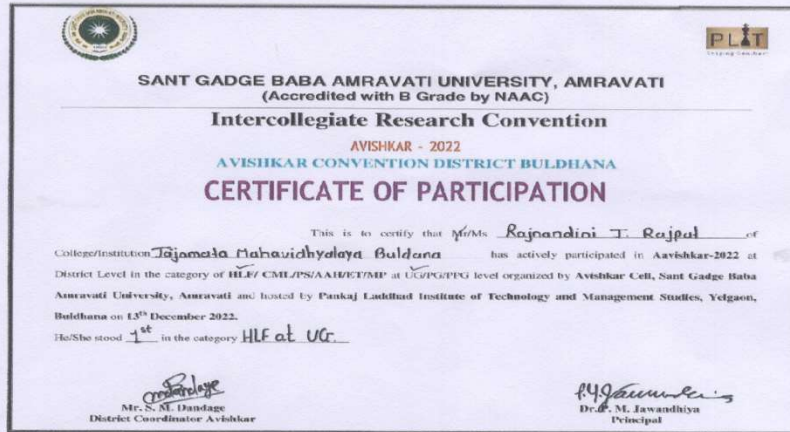 PLIT
SANT GADGE BABA AMRAVATI UNIVERSITY, AMRAVATI
(Accredited with B Grade by NAAC)
Intercollegiate Research Convention
AVISHKAR - 2022
AVISHKAR CONVENTION DISTRICT BULDHANA
CERTIFICATE OF PARTICIPATION
This is to certify that Mr/Ms Rajnandini T. Rajput of
College/Institution Jijamata Mahavidhyalaya Buldana has actively participated in Aavishkar-2022 at
District Level in the category of HLF/ CML/PS/AAH/ET/MP at UG/PG/PPG level organized by Avishkar Cell, Sant Gadge Baba
Amravati University, Amravati and hosted by Pankaj Laddhad Institute of Technology and Management Studies, Yelgaon,
Buldhana on 13th December 2022.
He/She stood 1st in the category HLF at UG.
Mr. S. M. Dandage
District Coordinator Avishkar
Dr. P. M. Jawandhiya
Principal